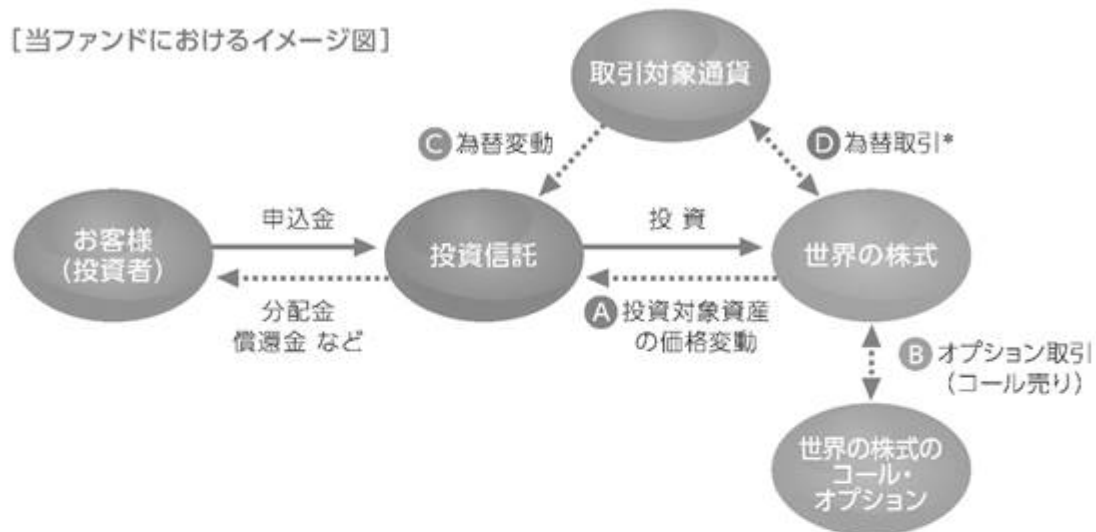 [当ファンドにおけるイメージ図]
取引対象通貨
C 為替変動
D 為替取引*
お客様
(投資者)
申込金
分配金
償還金 など
投資信託
投 資
A 投資対象資産
の価格変動
世界の株式
B オプション取引
(コール売り)
世界の株式の
コール・
オプション